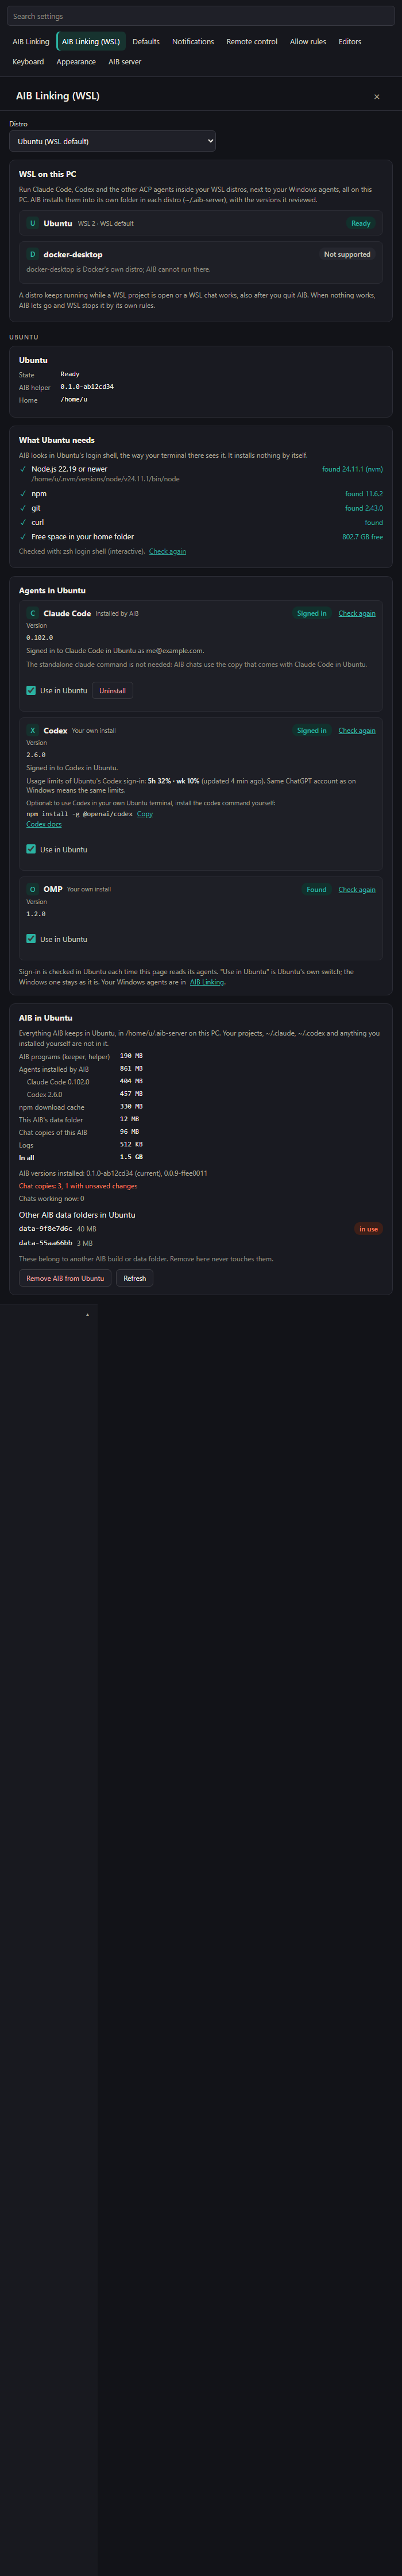 Search settings
AIB Linking AIB Linking (WSL) Defaults Notifications Remote control Allow rules Editors
Keyboard Appearance AIB server
AIB Linking (WSL) ×
Distro
Ubuntu (WSL default)
WSL on this PC
Run Claude Code, Codex and the other ACP agents inside your WSL distros, next to your Windows agents, all on this
PC. AIB installs them into its own folder in each distro (~/.aib-server), with the versions it reviewed.
U Ubuntu WSL 2 · WSL default Ready
D docker-desktop Not supported
docker-desktop is Docker's own distro; AIB cannot run there.
A distro keeps running while a WSL project is open or a WSL chat works, also after you quit AIB. When nothing works,
AIB lets go and WSL stops it by its own rules.
UBUNTU
Ubuntu
State Ready
AIB helper 0.1.0-ab12cd34
Home /home/u
What Ubuntu needs
AIB looks in Ubuntu's login shell, the way your terminal there sees it. It installs nothing by itself.
✓ Node.js 22.19 or newer found 24.11.1 (nvm)
/home/u/.nvm/versions/node/v24.11.1/bin/node
✓ npm found 11.6.2
✓ git found 2.43.0
✓ curl found
✓ Free space in your home folder 802.7 GB free
Checked with: zsh login shell (interactive). Check again
Agents in Ubuntu
C Claude Code Installed by AIB Signed in Check again
Version
0.102.0
Signed in to Claude Code in Ubuntu as me@example.com.
The standalone claude command is not needed: AIB chats use the copy that comes with Claude Code in Ubuntu.
Use in Ubuntu Uninstall
X Codex Your own install Signed in Check again
Version
2.6.0
Signed in to Codex in Ubuntu.
Usage limits of Ubuntu's Codex sign-in: 5h 32% · wk 10% (updated 4 min ago). Same ChatGPT account as on
Windows means the same limits.
Optional: to use Codex in your own Ubuntu terminal, install the codex command yourself:
npm install -g @openai/codex Copy
Codex docs
Use in Ubuntu
O OMP Your own install Found Check again
Version
1.2.0
Use in Ubuntu
Sign-in is checked in Ubuntu each time this page reads its agents. "Use in Ubuntu" is Ubuntu's own switch; the
Windows one stays as it is. Your Windows agents are in AIB Linking.
AIB in Ubuntu
Everything AIB keeps in Ubuntu, in /home/u/.aib-server on this PC. Your projects, ~/.claude, ~/.codex and anything you
installed yourself are not in it.
AIB programs (keeper, helper) 190 MB
Agents installed by AIB 861 MB
Claude Code 0.102.0 404 MB
Codex 2.6.0 457 MB
npm download cache 330 MB
This AIB's data folder 12 MB
Chat copies of this AIB 96 MB
Logs 512 KB
In all 1.5 GB
AIB versions installed: 0.1.0-ab12cd34 (current), 0.0.9-ffee0011
Chat copies: 3, 1 with unsaved changes
Chats working now: 0
Other AIB data folders in Ubuntu
data-9f8e7d6c 40 MB in use
data-55aa66bb 3 MB
These belong to another AIB build or data folder. Remove here never touches them.
Remove AIB from Ubuntu Refresh